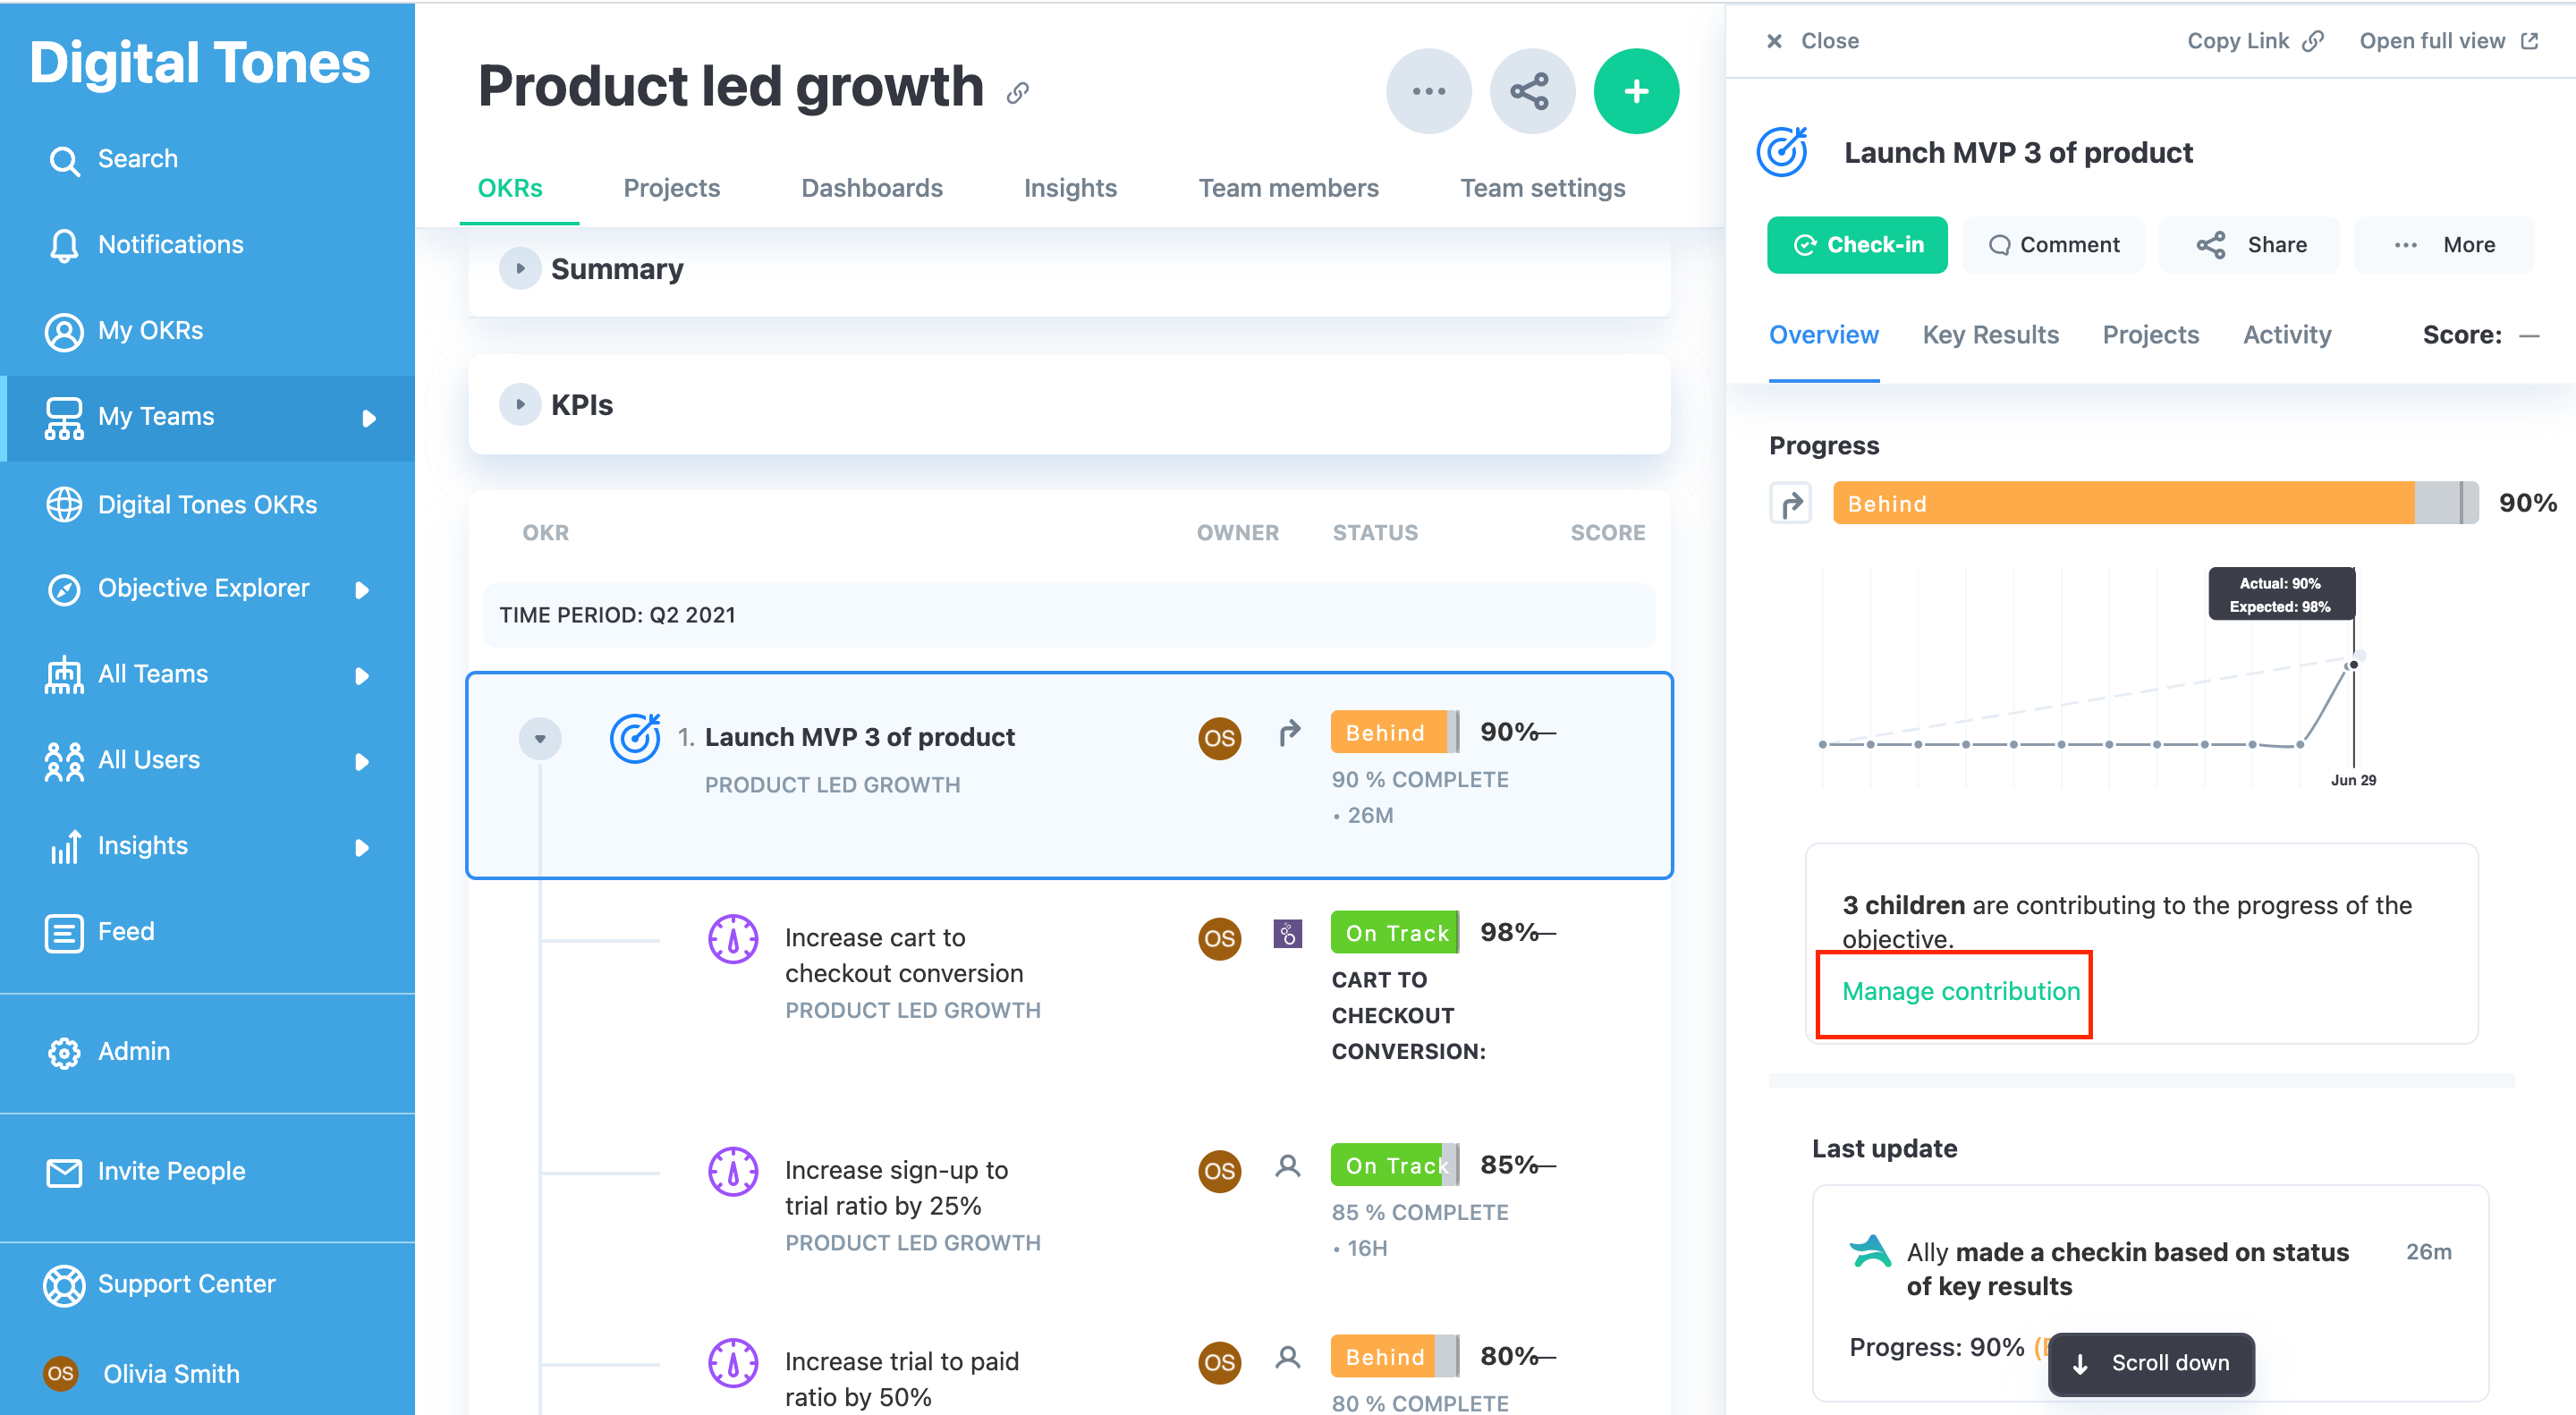 Digital Tones
Search
Notifications
My OKRs
My Teams
Digital Tones OKRs
Objective Explorer
All Teams
All Users
Insights
Feed
Admin
Invite People
Support Center
OS Olivia Smith
Product led growth
OKRs Projects Dashboards Insights Team members Team settings
Summary
KPIs
OKR OWNER STATUS SCORE
TIME PERIOD: Q2 2021
1. Launch MVP 3 of product OS Behind 90% —
PRODUCT LED GROWTH 90 % COMPLETE
• 26M
Increase cart to OS On Track 98% —
checkout conversion CART TO
PRODUCT LED GROWTH CHECKOUT
CONVERSION:
Increase sign-up to OS On Track 85% —
trial ratio by 25% 85 % COMPLETE
PRODUCT LED GROWTH • 16H
Increase trial to paid OS Behind 80% —
ratio by 50% 80 % COMPLETE
Close Copy Link Open full view
Launch MVP 3 of product
Check-in Comment Share More
Overview Key Results Projects Activity Score: —
Progress
Behind 90%
Actual: 90%
Expected: 98%
Jun 29
3 children are contributing to the progress of the
objective.
Manage contribution
Last update
Ally made a checkin based on status 26m
of key results
Progress: 90%
Scroll down